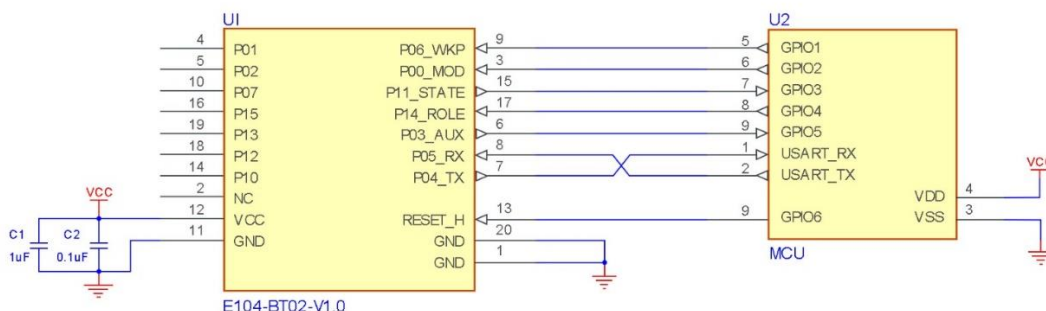 U1
U2
4 P01 P06_WKP 9 5 GPIO1
5 P02 P00_MOD 3 6 GPIO2
10 P07 P11_STATE 15 7 GPIO3
16 P15 P14_ROLE 17 8 GPIO4
19 P13 P03_AUX 6 9 GPIO5
18 P12 P05_RX 8 1 USART_RX
14 P10 P04_TX 7 2 USART_TX
2 NC
VCC
VDD 4
VCC
12 VCC RESET_H 13 9 GPIO6
VSS 3
11 GND GND 20
GND 1
C1
1uF
C2
0.1uF
MCU
E104-BT02-V1.0